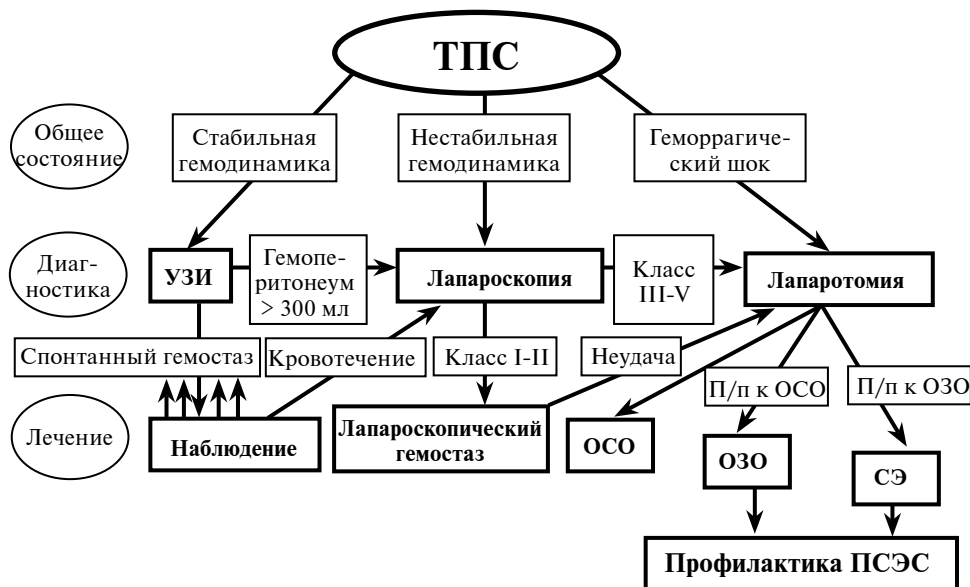 ТПС
Общее
состояние
Стабильная
гемодинамика
Нестабильная
гемодинамика
Геморрагиче-
ский шок
Диаг-
ностика
УЗИ
Гемопе-
ритонеум
> 300 мл
Лапароскопия
Класс
III-V
Лапаротомия
Спонтанный гемостаз
Кровотечение
Класс I-II
Неудача
П/п к ОСО
П/п к ОЗО
Лечение
Наблюдение
Лапароскопический
гемостаз
ОСО
ОЗО
СЭ
Профилактика ПСЭС